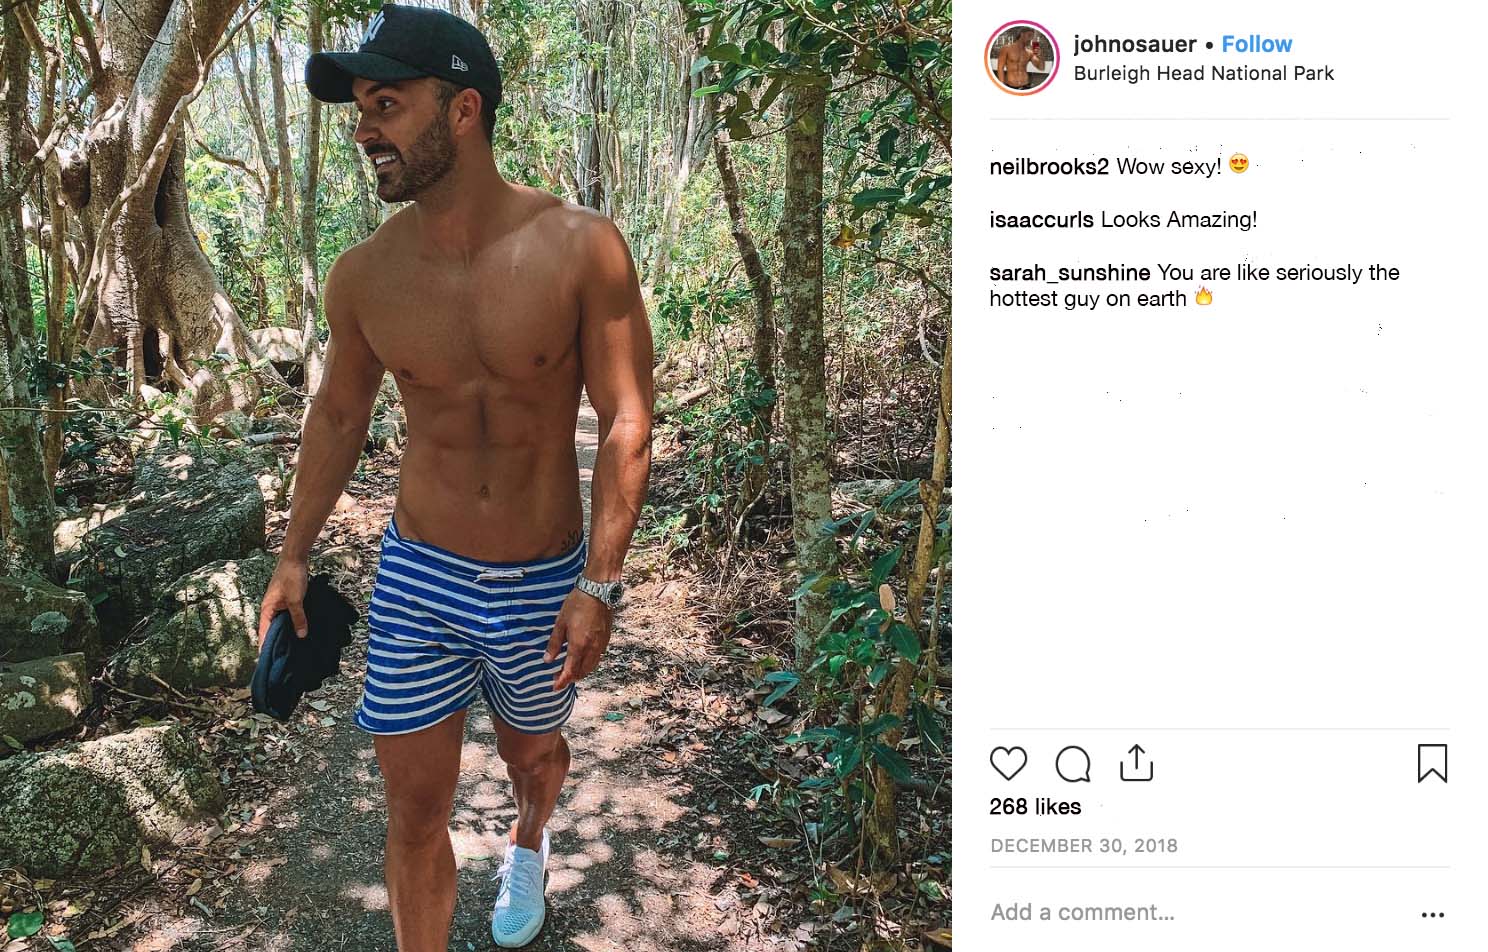 johnosauer • Follow
Burleigh Head National Park
neilbrooks2 Wow sexy! 😍
isaaccurls Looks Amazing!
sarah_sunshine You are like seriously the
hottest guy on earth 🔥
268 likes
DECEMBER 30, 2018
Add a comment...